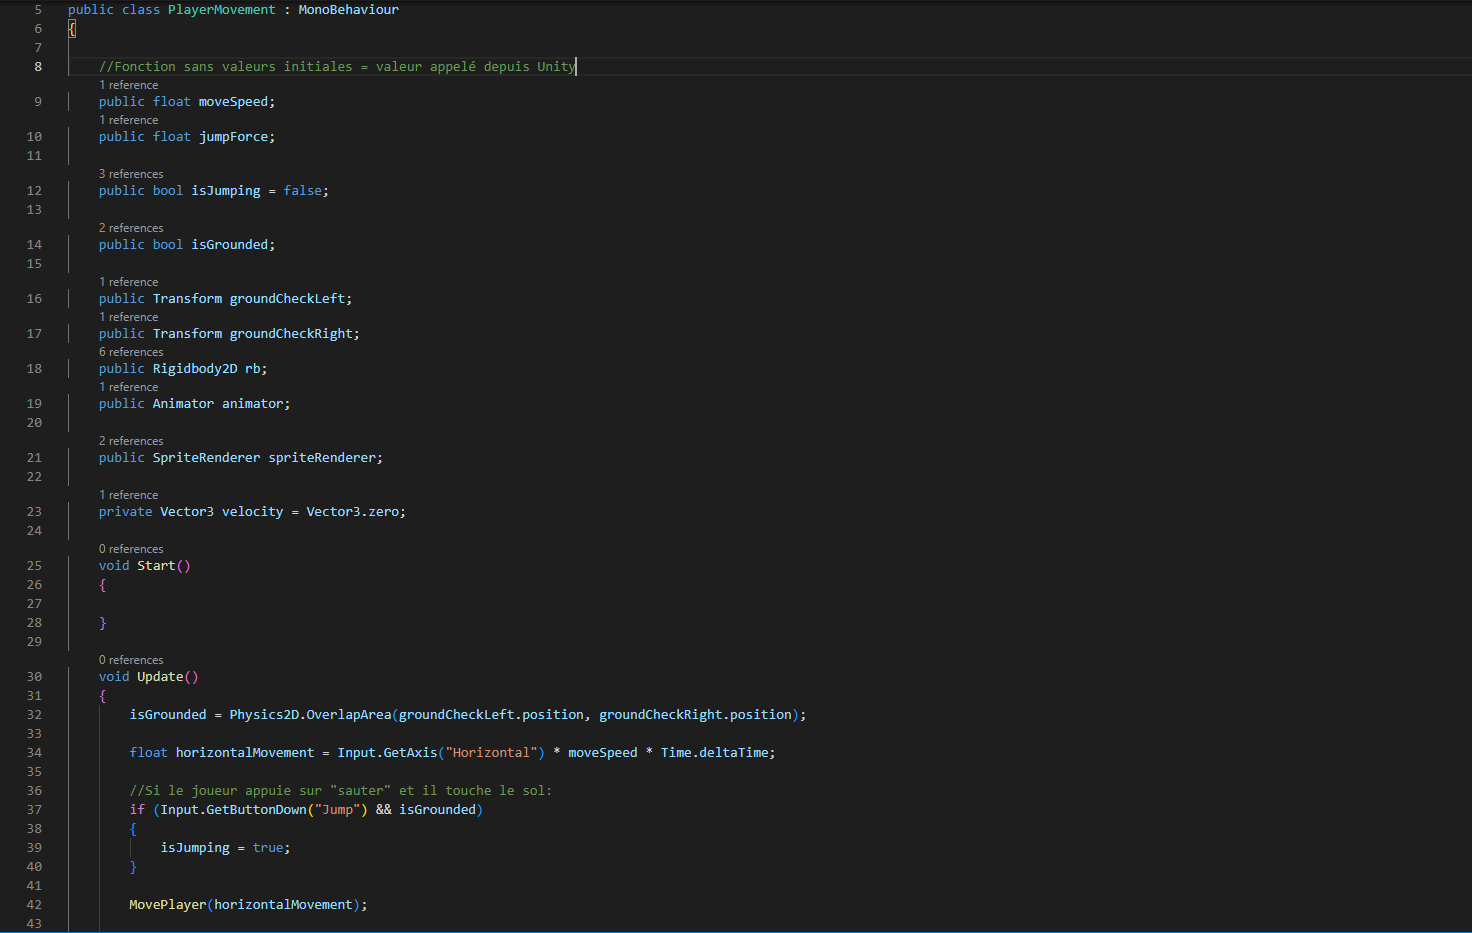 5 public class PlayerMovement : MonoBehaviour
6 {
7
8 //Fonction sans valeurs initiales = valeur appelé depuis Unity
1 reference
9 public float moveSpeed;
1 reference
10 public float jumpForce;
11
3 references
12 public bool isJumping = false;
13
2 references
14 public bool isGrounded;
15
1 reference
16 public Transform groundCheckLeft;
1 reference
17 public Transform groundCheckRight;
6 references
18 public Rigidbody2D rb;
1 reference
19 public Animator animator;
20
2 references
21 public SpriteRenderer spriteRenderer;
22
1 reference
23 private Vector3 velocity = Vector3.zero;
24
0 references
25 void Start()
26 {
27
28 }
29
0 references
30 void Update()
31 {
32 isGrounded = Physics2D.OverlapArea(groundCheckLeft.position, groundCheckRight.position);
33
34 float horizontalMovement = Input.GetAxis("Horizontal") * moveSpeed * Time.deltaTime;
35
36 //Si le joueur appuie sur "sauter" et il touche le sol:
37 if (Input.GetButtonDown("Jump") && isGrounded)
38 {
39 isJumping = true;
40 }
41
42 MovePlayer(horizontalMovement);
43